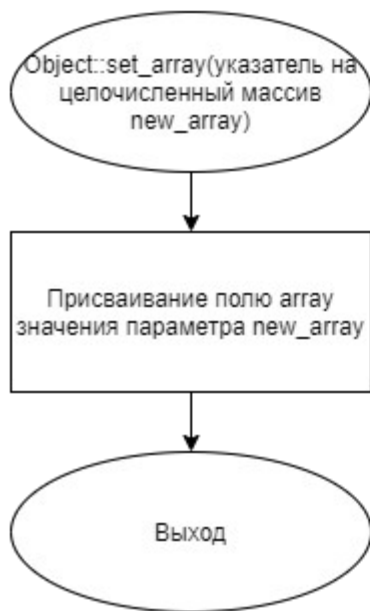 Object::set_array(указатель на
целочисленный массив
new_array)
Присваивание полю array
значения параметра new_array
Выход